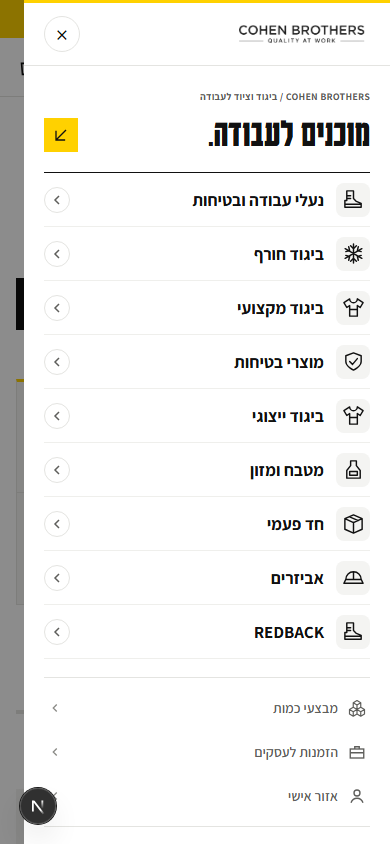 COHEN BROTHERS
QUALITY AT WORK
COHEN BROTHERS / ביגוד וציוד לעבודה
מוכנים לעבודה.
נעלי עבודה ובטיחות
ביגוד חורף
ביגוד מקצועי
מוצרי בטיחות
ביגוד ייצוגי
מטבח ומזון
חד פעמי
אביזרים
REDBACK
מבצעי כמות
הזמנות לעסקים
אזור אישי
N